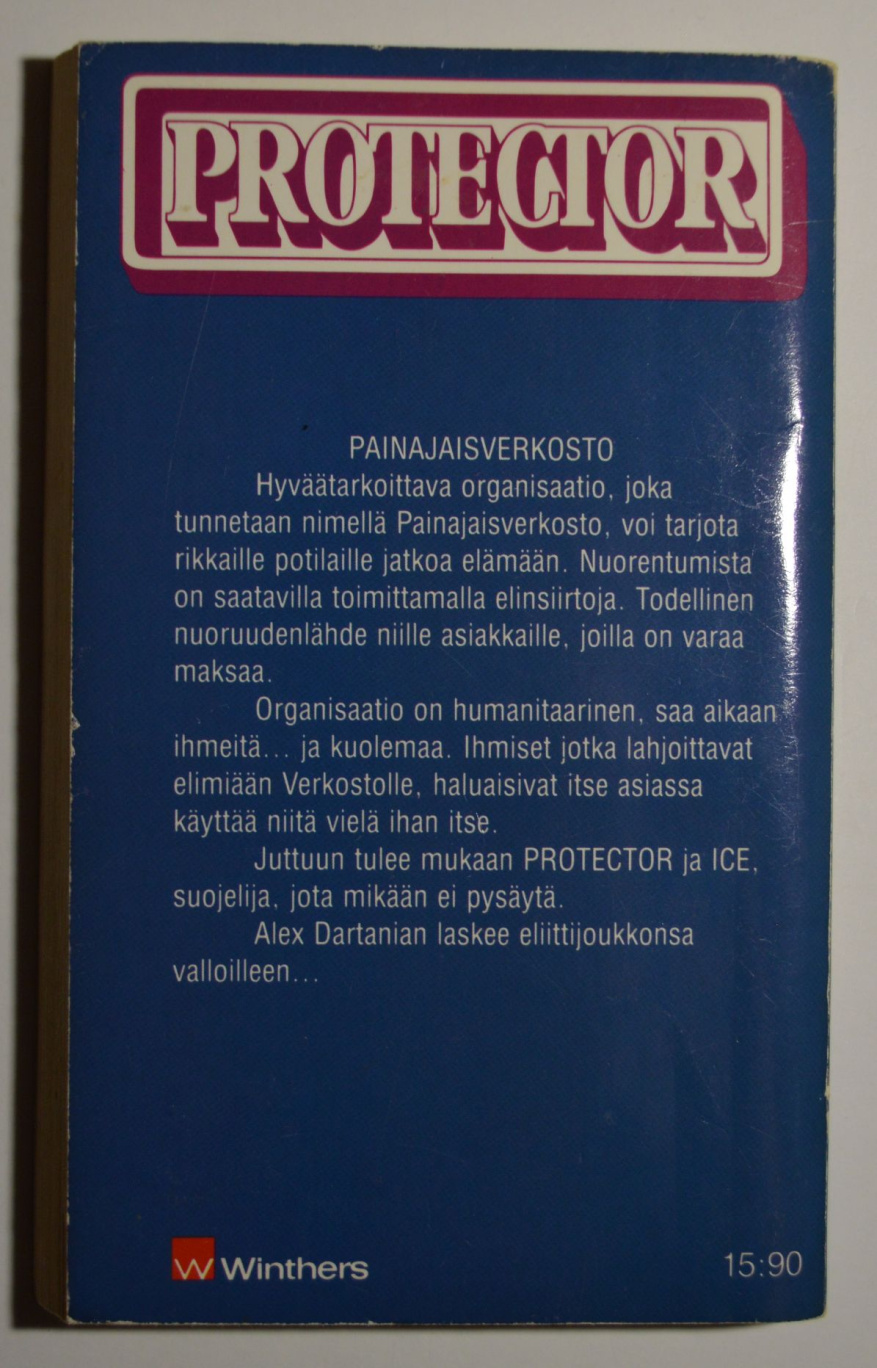 PROTECTOR
PAINAJAISVERKOSTO
Hyväätarkoittava organisaatio, joka
tunnetaan nimellä Painajaisverkosto, voi tarjota
rikkaille potilaille jatkoa elämään. Nuorentumista
on saatavilla toimittamalla elinsiirtoja. Todellinen
nuoruudenlähde niille asiakkaille, joilla on varaa
maksaa.
Organisaatio on humanitaarinen, saa aikaan
ihmeitä... ja kuolemaa. Ihmiset jotka lahjoittavat
elimiään Verkostolle, haluaisivat itse asiassa
käyttää niitä vielä ihan itse.
Juttuun tulee mukaan PROTECTOR ja ICE,
suojelija, jota mikään ei pysäytä.
Alex Dartanian laskee eliittijoukkonsa
valloilleen...
W Winthers
15:90